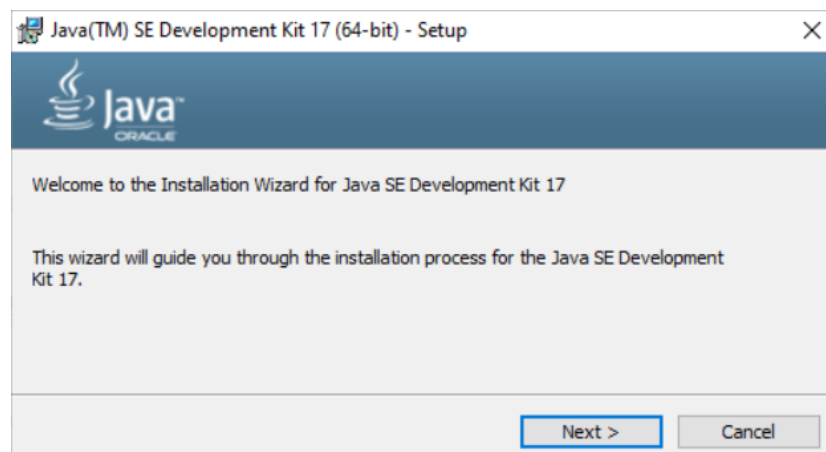 Java(TM) SE Development Kit 17 (64-bit) - Setup
Java™
ORACLE
Welcome to the Installation Wizard for Java SE Development Kit 17
This wizard will guide you through the installation process for the Java SE Development
Kit 17.
Next >
Cancel